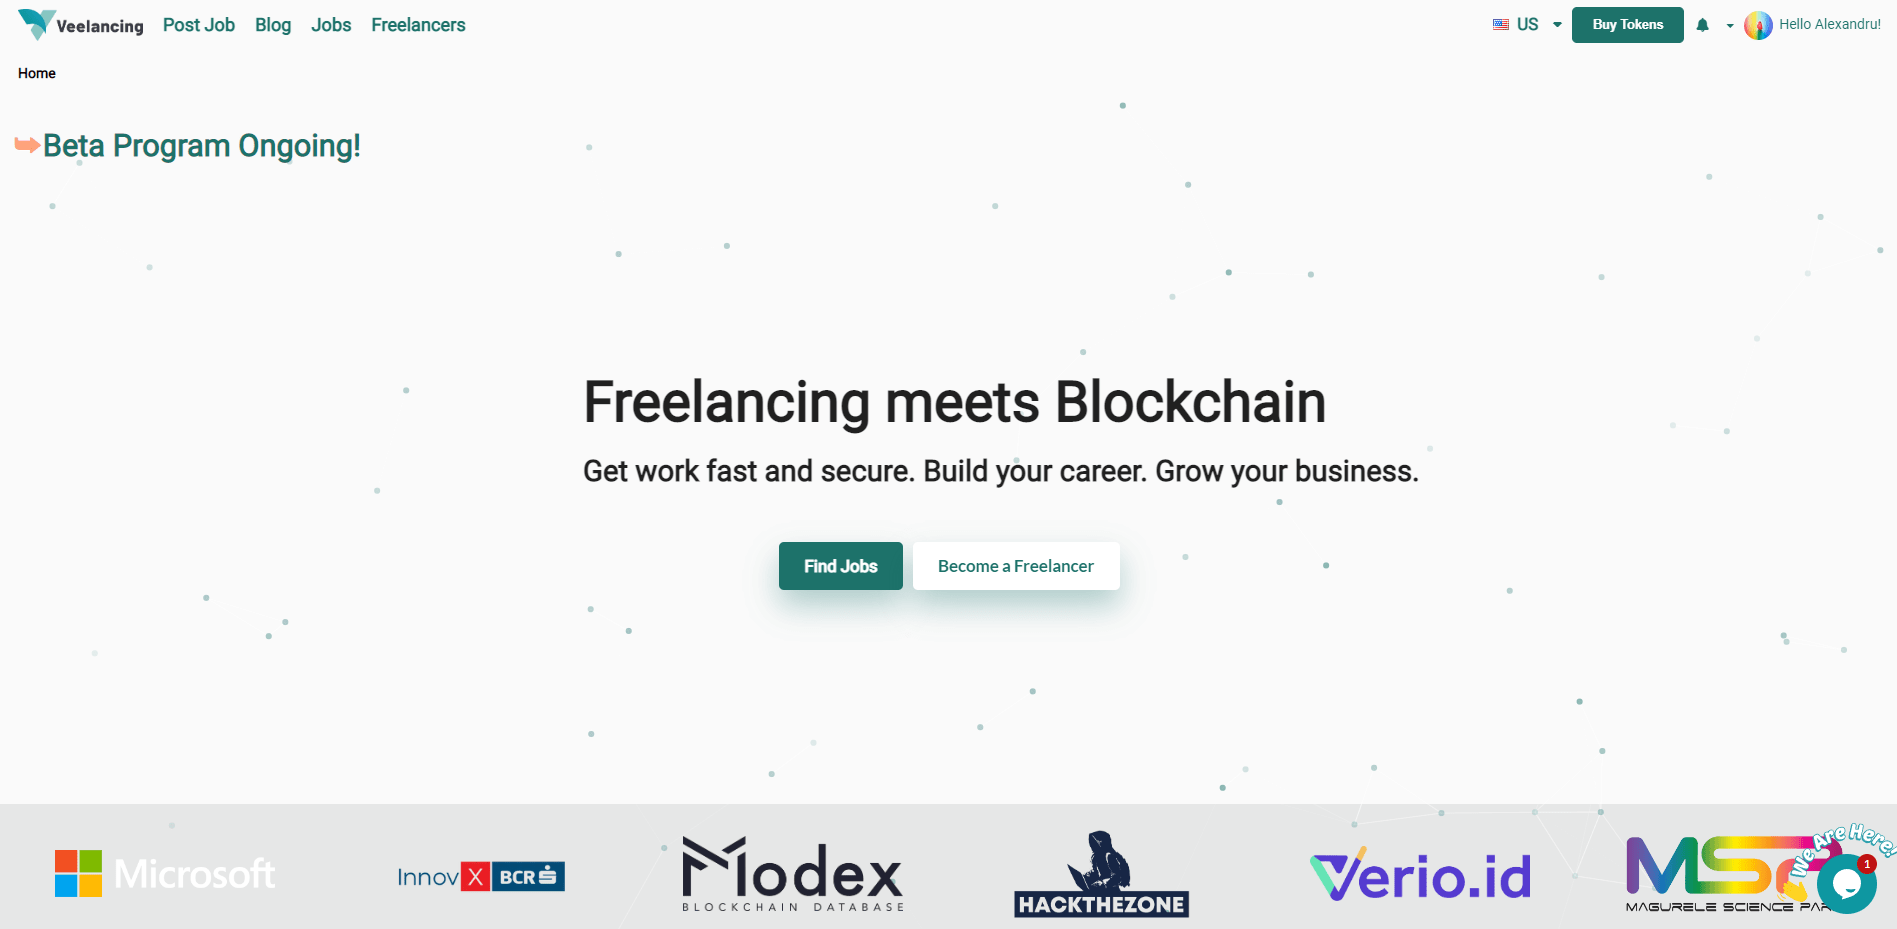 Veelancing Post Job Blog Jobs Freelancers US Buy Tokens Hello Alexandru!
Home
Beta Program Ongoing!
Freelancing meets Blockchain
Get work fast and secure. Build your career. Grow your business.
Find Jobs Become a Freelancer
Microsoft
Innov X BCR
Modex
BLOCKCHAIN DATABASE
HACKTHEZONE
Verio.id
MSP
MAGURELE SCIENCE PAR
We Are Here!
1